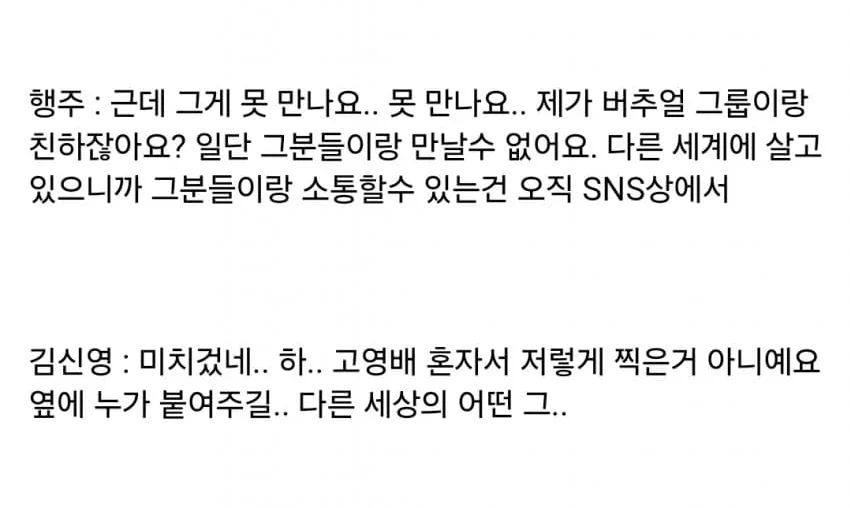 행주 : 근데 그게 못 만나요.. 못 만나요.. 제가 버추얼 그룹이랑
친하잖아요? 일단 그분들이랑 만날수 없어요. 다른 세계에 살고
있으니까 그분들이랑 소통할수 있는건 오직 SNS상에서
김신영 : 미치겄네.. 하.. 고영배 혼자서 저렇게 찍은거 아니예요
옆에 누가 붙여주길.. 다른 세상의 어떤 그..